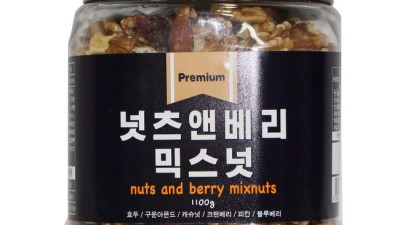 Premium
넛츠앤베리
믹스넛
nuts and berry mixnuts
1100g
호두 / 구운아몬드 / 캐슈넛 / 크랜베리 / 피칸 / 블루베리